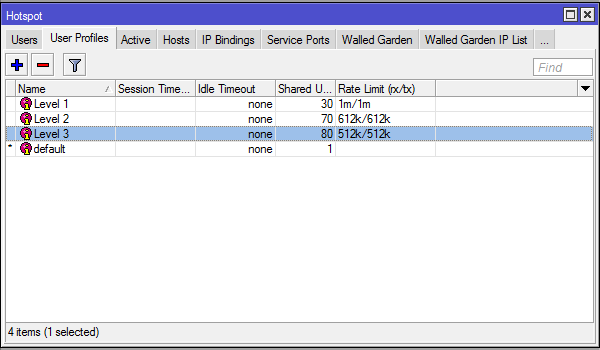 Hotspot
Users User Profiles Active Hosts IP Bindings Service Ports Walled Garden Walled Garden IP List ...
Find
Name Session Time... Idle Timeout Shared U... Rate Limit (rx/tx)
Level 1 none 30 1m/1m
Level 2 none 70 612k/612k
Level 3 none 80 512k/512k
* default none 1
4 items (1 selected)